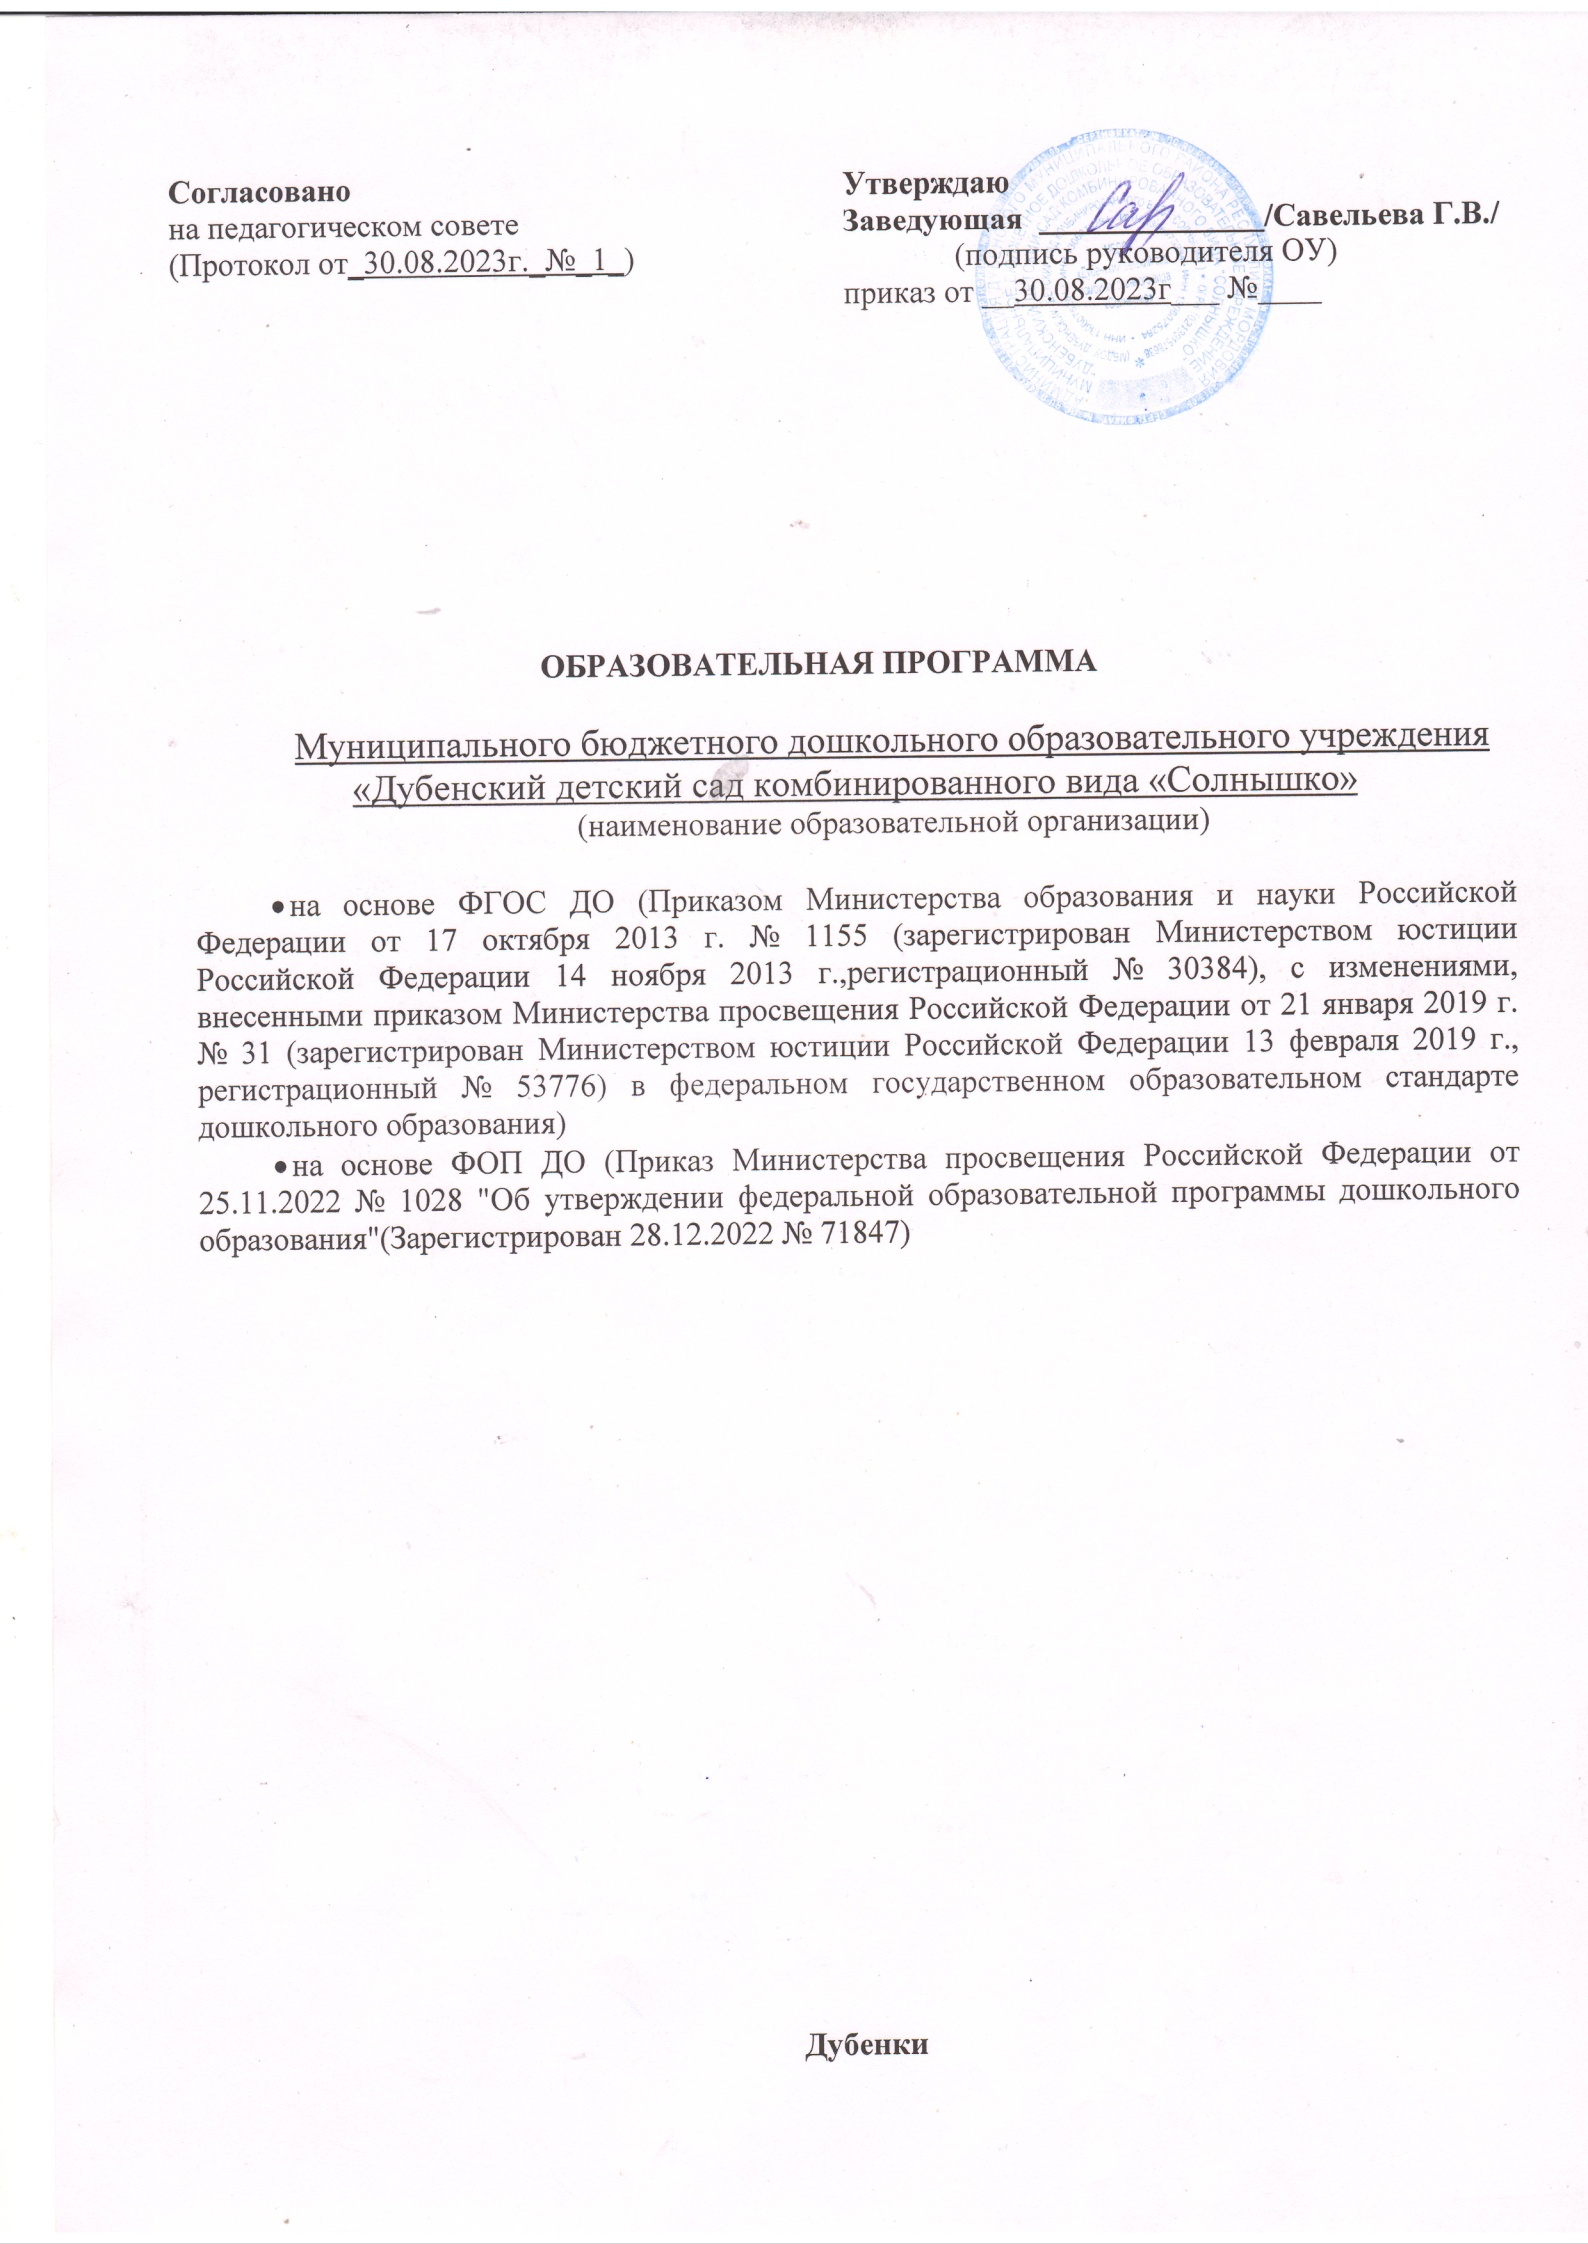 Согласовано
на педагогическом совете
(Протокол от_30.08.2023г._№_1_)
Утверждаю
Заведующая ______________/Савельева Г.В./
(подпись руководителя ОУ)
приказ от __30.08.2023г___ №____
ОБРАЗОВАТЕЛЬНАЯ ПРОГРАММА
Муниципального бюджетного дошкольного образовательного учреждения
«Дубенский детский сад комбинированного вида «Солнышко»
(наименование образовательной организации)
•на основе ФГОС ДО (Приказом Министерства образования и науки Российской
Федерации от 17 октября 2013 г. № 1155 (зарегистрирован Министерством юстиции
Российской Федерации 14 ноября 2013 г.,регистрационный № 30384), с изменениями,
внесенными приказом Министерства просвещения Российской Федерации от 21 января 2019 г.
№ 31 (зарегистрирован Министерством юстиции Российской Федерации 13 февраля 2019 г.,
регистрационный № 53776) в федеральном государственном образовательном стандарте
дошкольного образования)
•на основе ФОП ДО (Приказ Министерства просвещения Российской Федерации от
25.11.2022 № 1028 "Об утверждении федеральной образовательной программы дошкольного
образования"(Зарегистрирован 28.12.2022 № 71847)
Дубенки